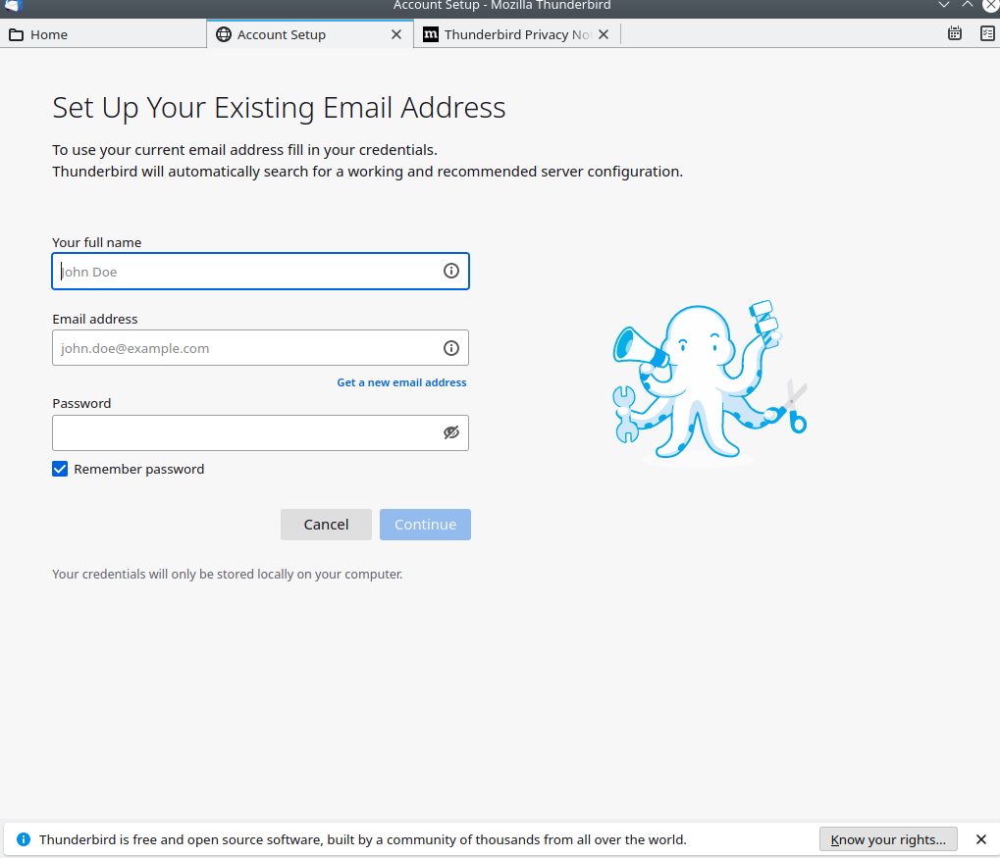 Account Setup - Mozilla Thunderbird
Home
Account Setup
m
Thunderbird Privacy No
Set Up Your Existing Email Address
To use your current email address fill in your credentials.
Thunderbird will automatically search for a working and recommended server configuration.
Your full name
John Doe
Email address
john.doe@example.com
Get a new email address
Password
Remember password
Cancel
Continue
Your credentials will only be stored locally on your computer.
Thunderbird is free and open source software, built by a community of thousands from all over the world.
Know your rights...